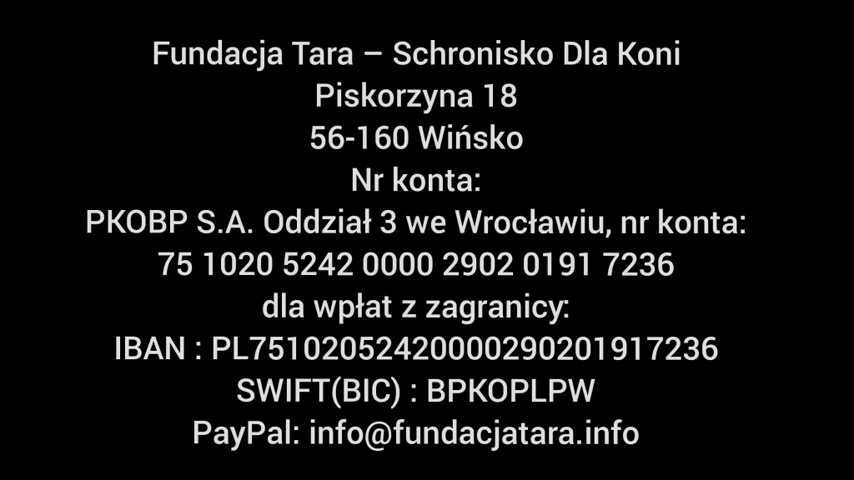 Fundacja Tara – Schronisko Dla Koni
Piskorzyna 18
56-160 Wińsko
Nr konta:
PKOBP S.A. Oddział 3 we Wrocławiu, nr konta:
75 1020 5242 0000 2902 0191 7236
dla wpłat z zagranicy:
IBAN : PL75102052420000290201917236
SWIFT(BIC) : BPKOPLPW
PayPal: info@fundacjatara.info